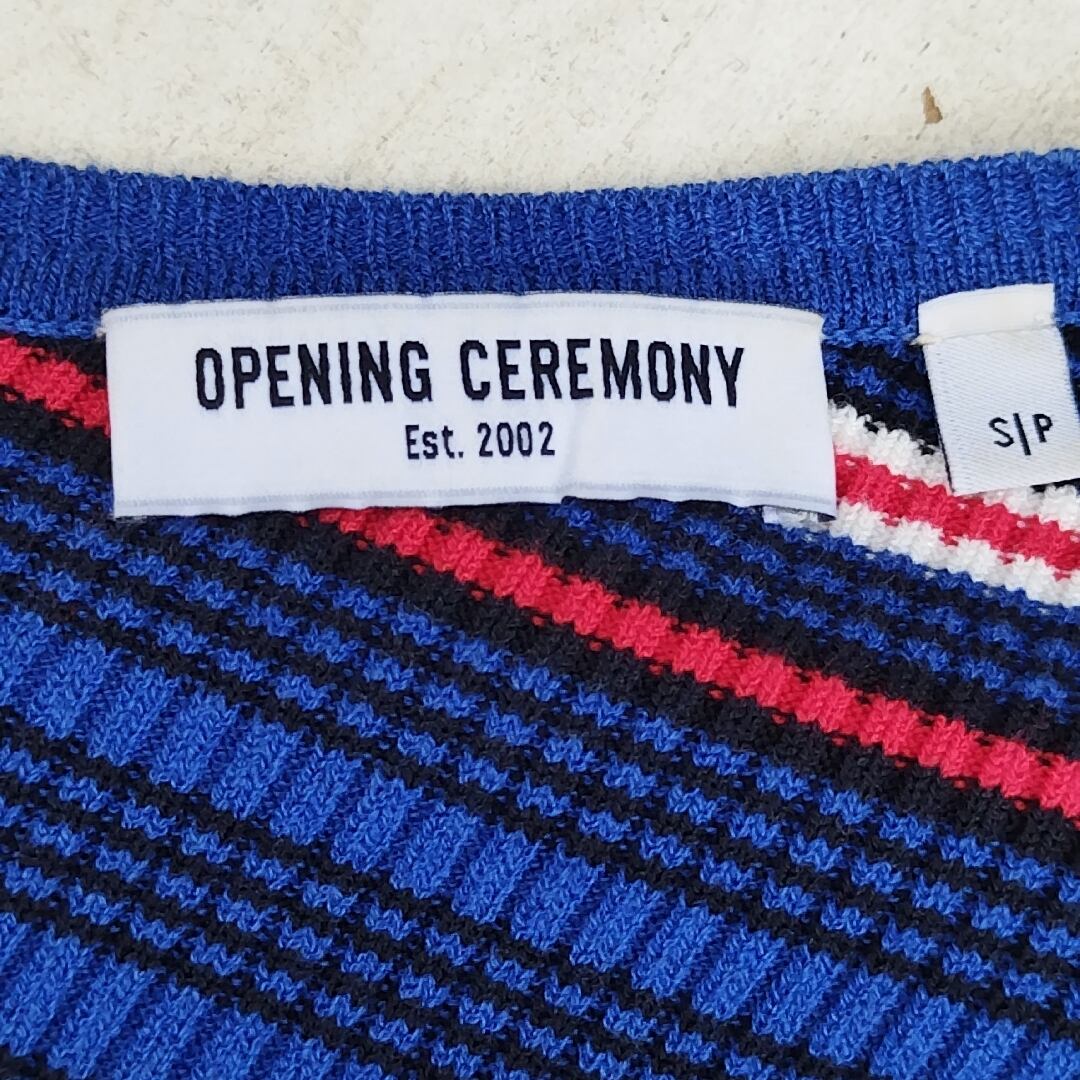 OPENING CEREMONY
Est. 2002
S|P